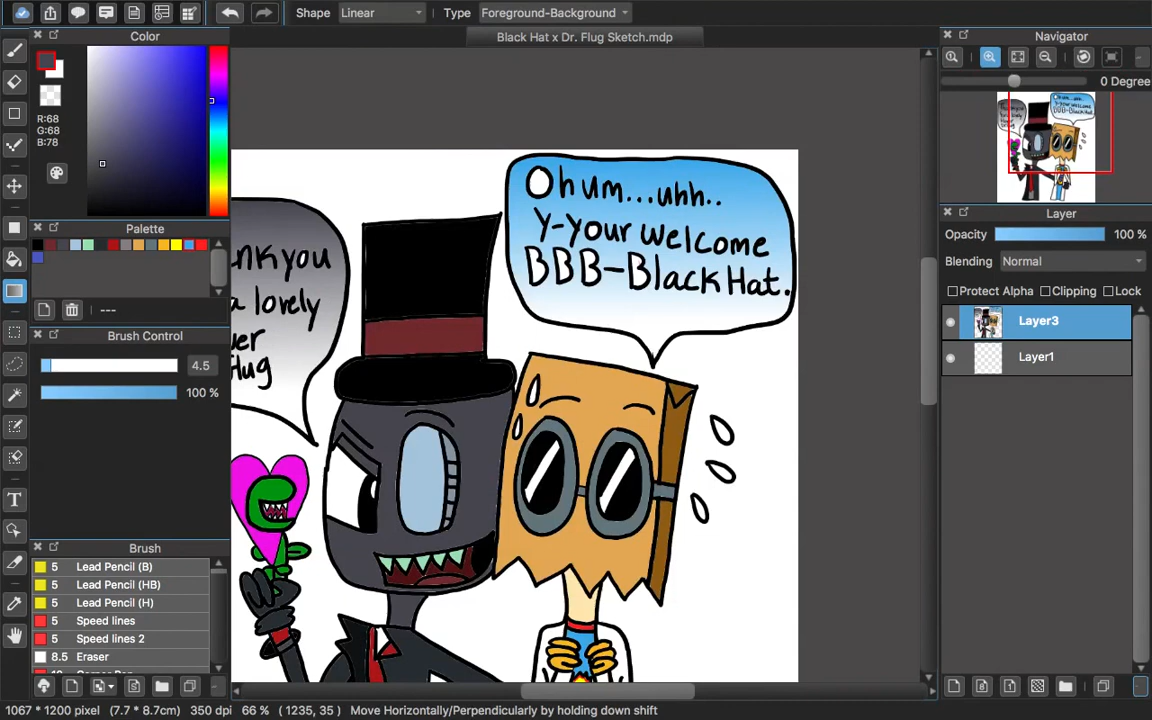 Shape Linear Type Foreground-Background
Black Hat x Dr. Flug Sketch.mdp
Color
R:68
G:68
B:78
Palette
---
Brush Control
4.5
100 %
Brush
5 Lead Pencil (B)
5 Lead Pencil (HB)
5 Lead Pencil (H)
5 Speed lines
5 Speed lines 2
8.5 Eraser
nk you
a lovely
er
flug
Ohum...uhh..
Y-your welcome
BBB-Black Hat.
Navigator
0 Degree
Layer
Opacity 100 %
Blending Normal
Protect Alpha Clipping Lock
Layer3
Layer1
1067 * 1200 pixel (7.7 * 8.7cm) 350 dpi 66 % (1235, 35) Move Horizontally/Perpendicularly by holding down shift